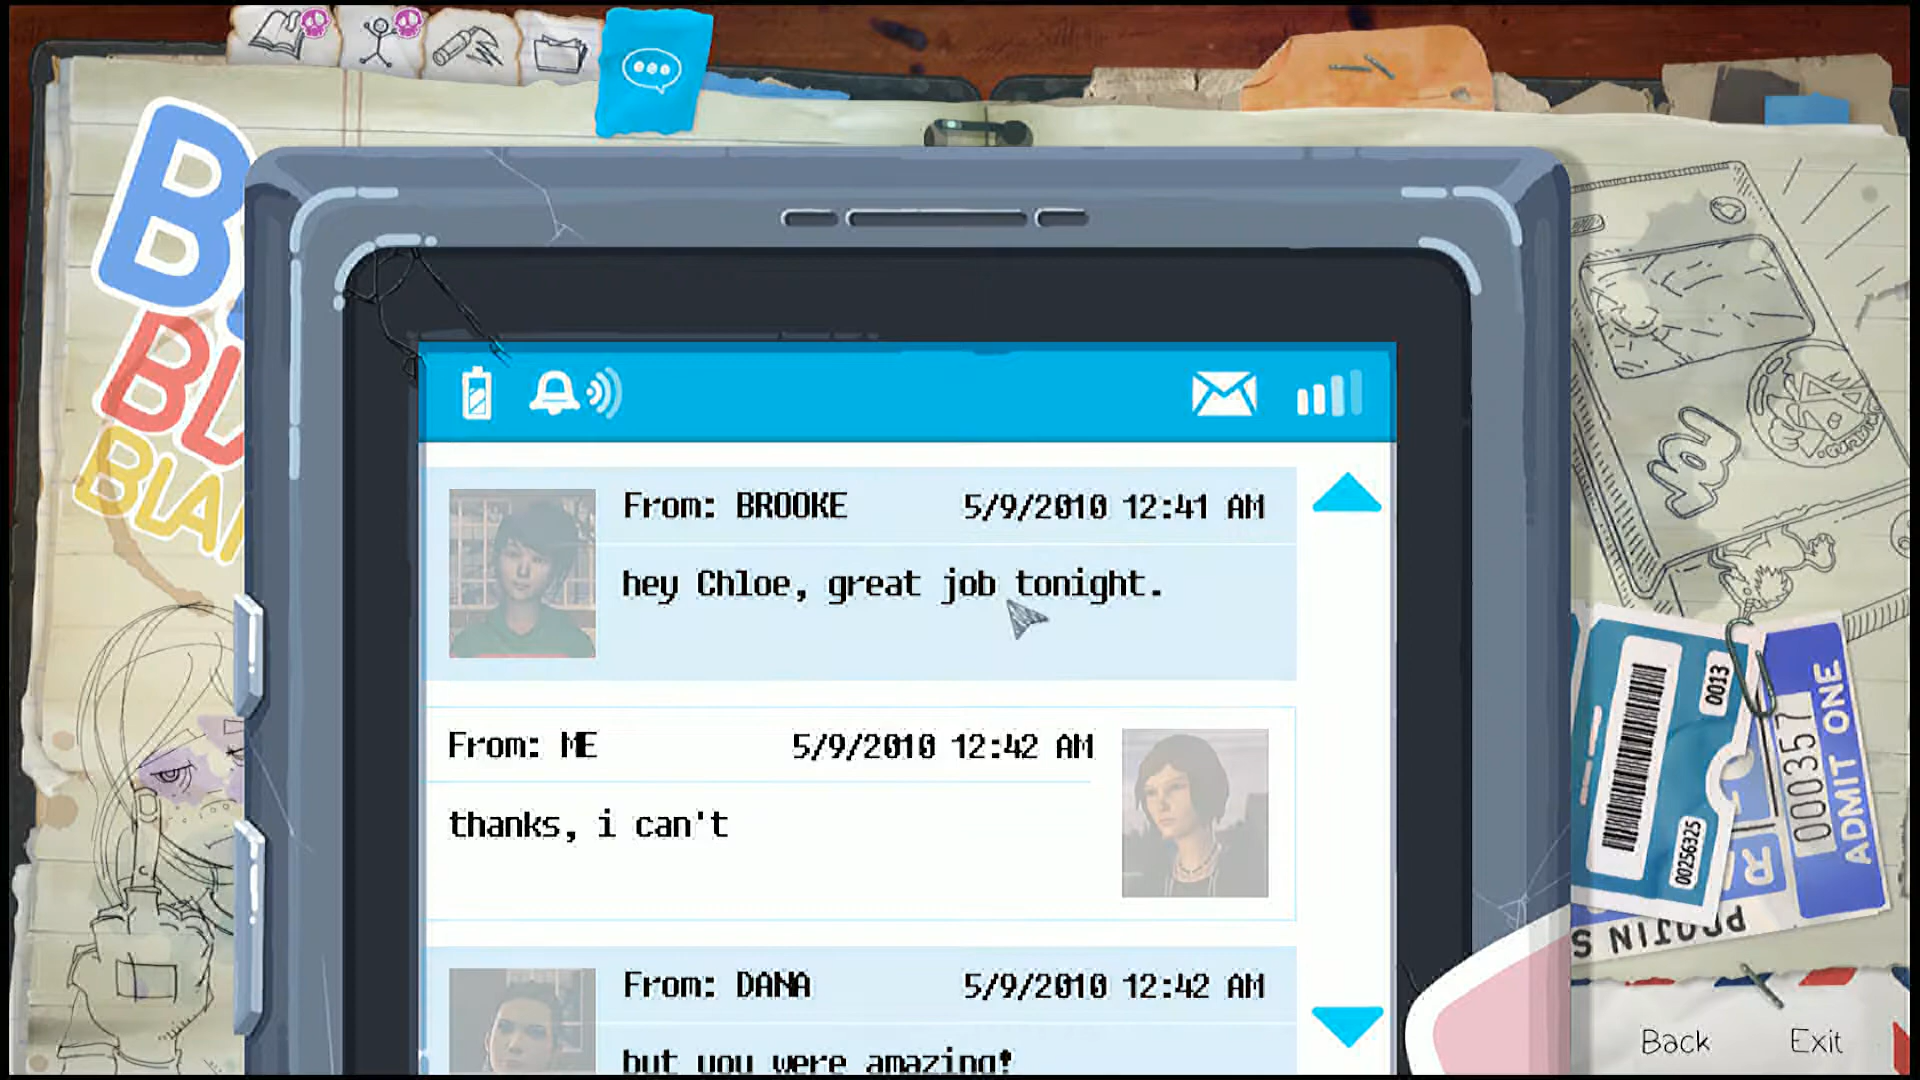 From: BROOKE 5/9/2010 12:41 AM
hey Chloe, great job tonight.
From: ME 5/9/2010 12:42 AM
thanks, i can't
From: DANA 5/9/2010 12:42 AM
but you were amazing!
0013
00256325
000357
ADMIT ONE
Back Exit